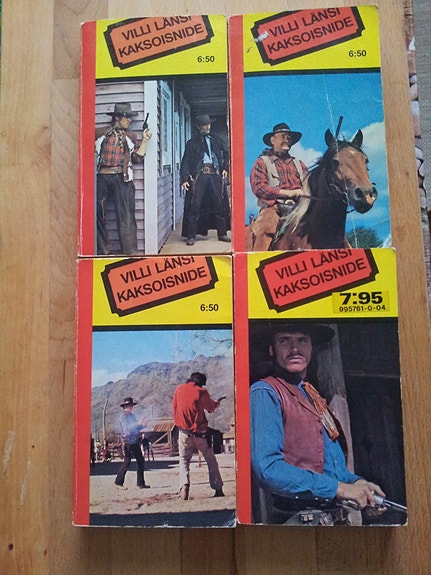 VILLI LÄNSI
KAKSOISNIDE
6:50
VILLI LÄNSI
KAKSOISNIDE
6:50
VILLI LÄNSI
KAKSOISNIDE
6:50
VILLI LÄNSI
KAKSOISNIDE
7:95
995761-0-04